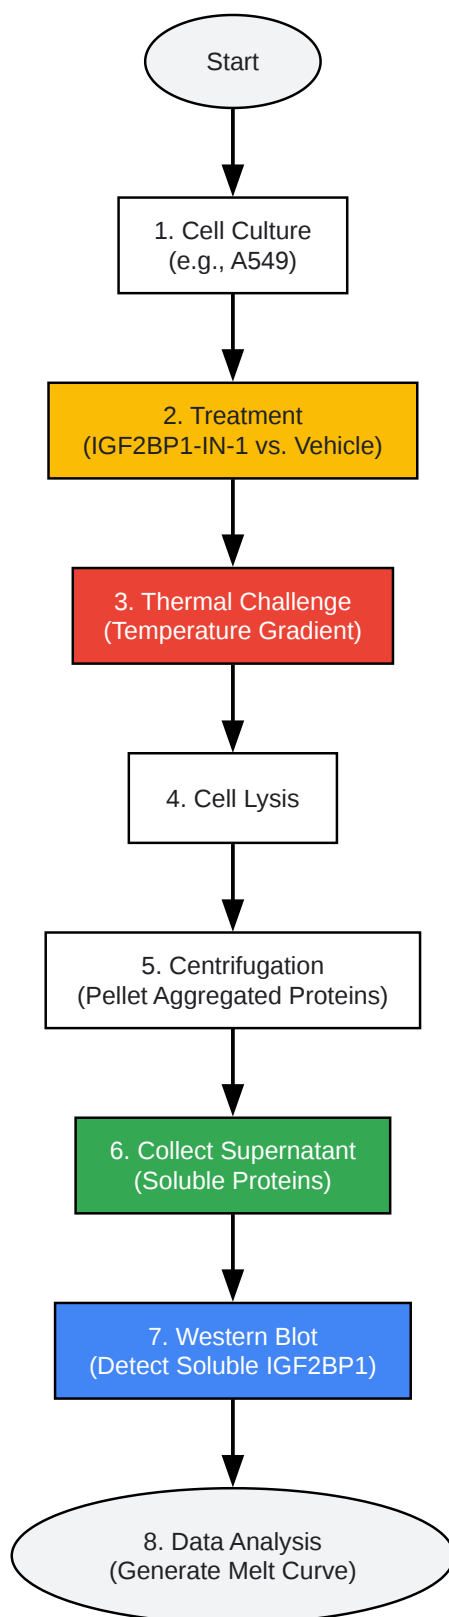 Start
1. Cell Culture
(e.g., A549)
2. Treatment
(IGF2BP1-IN-1 vs. Vehicle)
3. Thermal Challenge
(Temperature Gradient)
4. Cell Lysis
5. Centrifugation
(Pellet Aggregated Proteins)
6. Collect Supernatant
(Soluble Proteins)
7. Western Blot
(Detect Soluble IGF2BP1)
8. Data Analysis
(Generate Melt Curve)